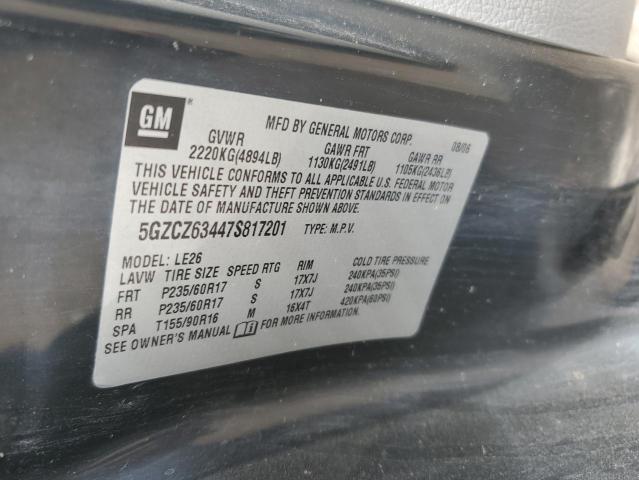 GM ®
MFD BY GENERAL MOTORS CORP. 08/06
GVWR GAWR FRT GAWR RR
2220KG(4894LB) 1130KG(2491LB) 1105KG(2436LB)
THIS VEHICLE CONFORMS TO ALL APPLICABLE U.S. FEDERAL MOTOR
VEHICLE SAFETY AND THEFT PREVENTION STANDARDS IN EFFECT ON
THE DATE OF MANUFACTURE SHOWN ABOVE.
5GZCZ63447S817201 TYPE: M.P.V.
MODEL: LE26
LAVW TIRE SIZE SPEED RTG RIM COLD TIRE PRESSURE
FRT P235/60R17 S 17X7J 240KPA(35PSI)
RR P235/60R17 S 17X7J 240KPA(35PSI)
SPA T155/90R16 M 16X4T 420KPA(60PSI)
SEE OWNER'S MANUAL FOR MORE INFORMATION.